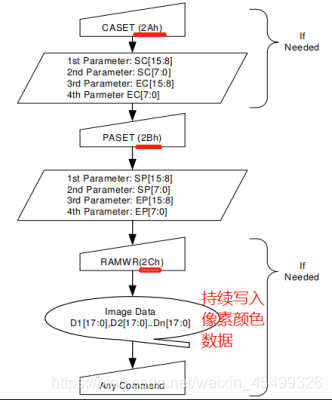 CASET (2Ah)
If
Needed
1st Parameter: SC[15:8]
2nd Parameter: SC[7:0]
3rd Parameter: EC[15:8]
4th Parmeter EC[7:0]
PASET (2Bh)
1st Parameter: SP[15:8]
2nd Parameter: SP[7:0]
3rd Parameter: EP[15:8]
4th Parameter: EP[7:0]
RAMWR(2Ch)
If
Needed
Image Data
D1[17:0],D2[17:0]..Dn[17:0]
持续写入
像素颜色
数据
Any Command
https://blog.csdn.net/weixin_45499326